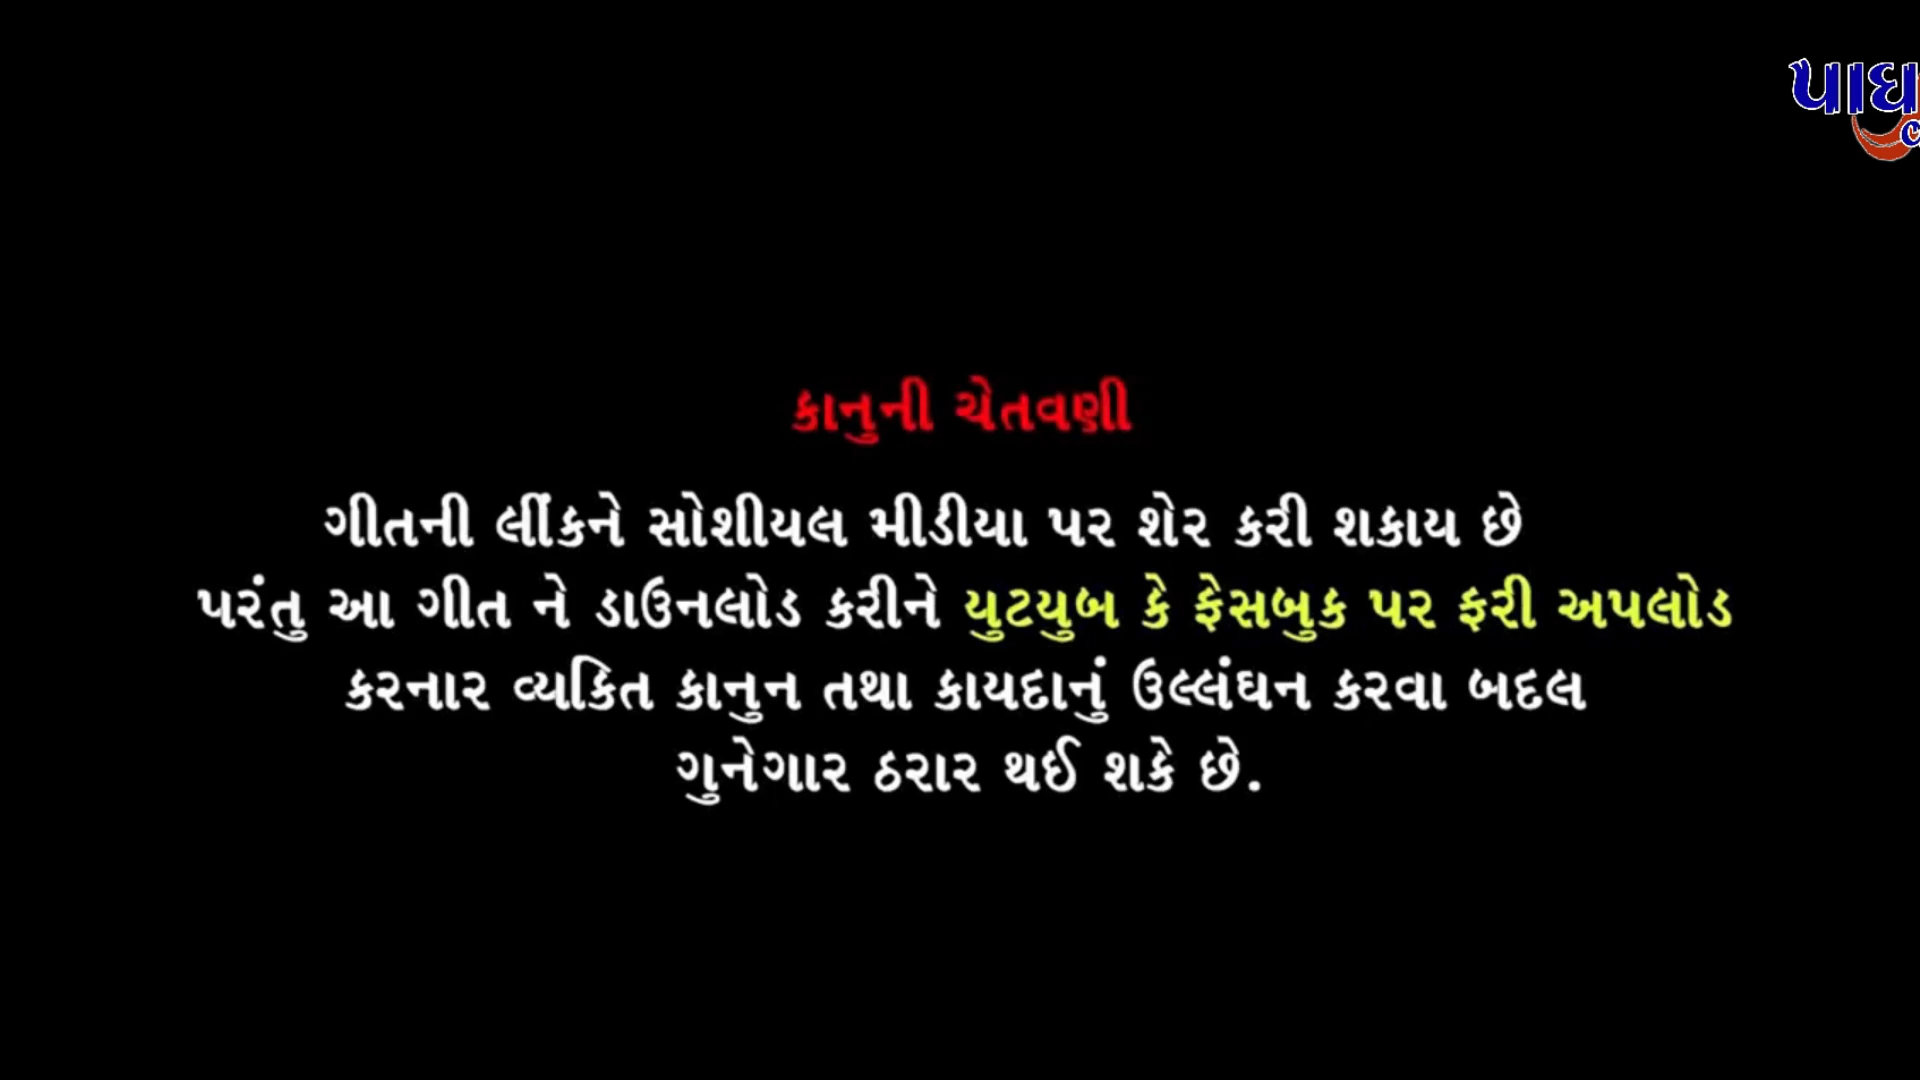 કાનુની ચેતવણી
ગીતની લીંકને સોશીયલ મીડીયા પર શેર કરી શકાય છે
પરંતુ આ ગીત ને ડાઉનલોડ કરીને યુટયુબ કે ફેસબુક પર ફરી અપલોડ
કરનાર વ્યકિત કાનુન તથા કાયદાનું ઉલ્લંઘન કરવા બદલ
ગુનેગાર ઠરાર થઈ શકે છે.